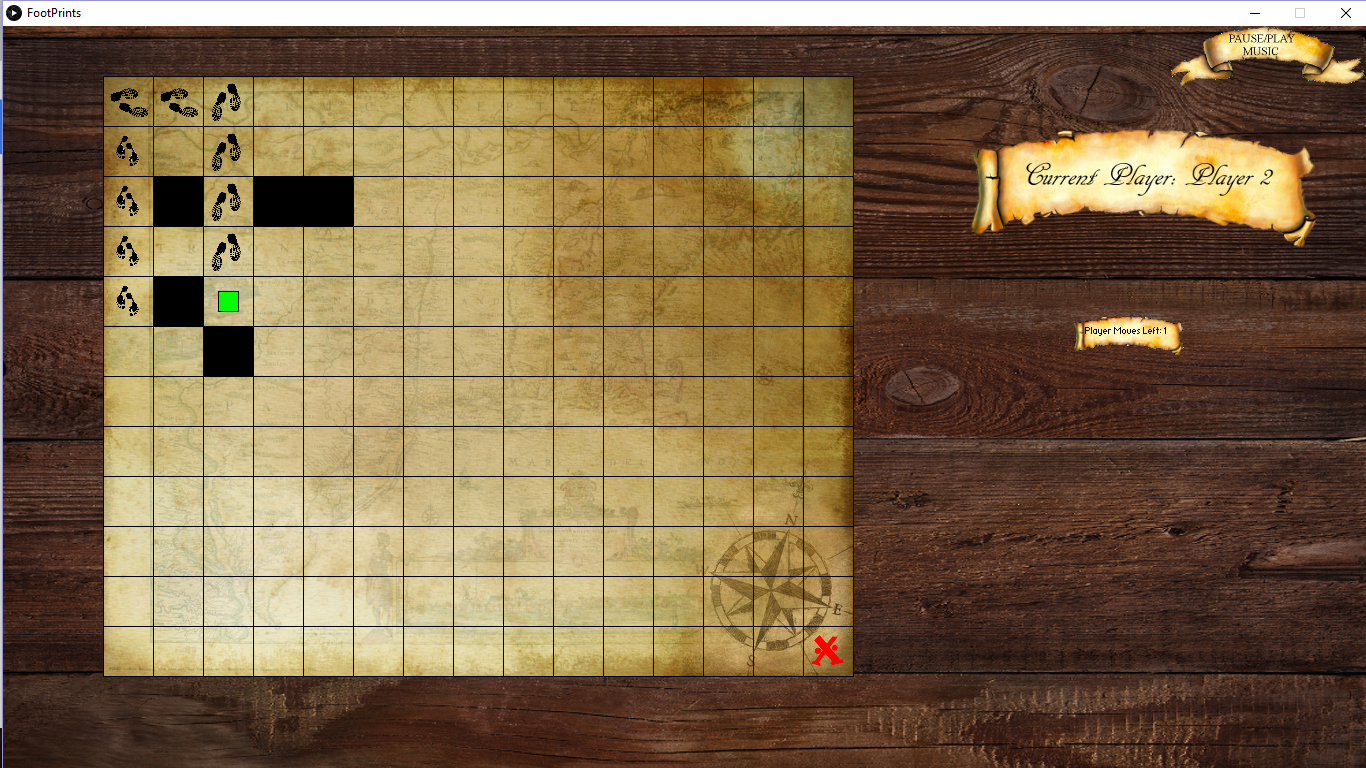 FootPrints
PAUSE/PLAY
MUSIC
Current Player: Player 2
Player Moves Left: 1
N
E
S